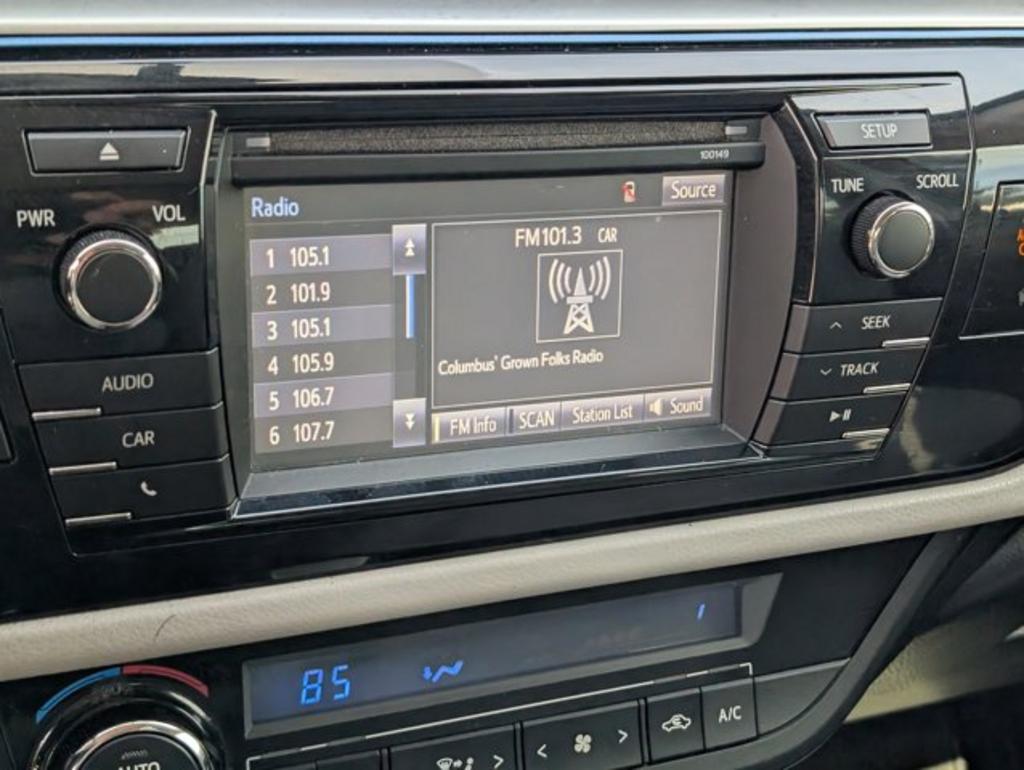 100149
SETUP
PWR
VOL
TUNE
SCROLL
Radio
Source
1 105.1
2 101.9
3 105.1
4 105.9
5 106.7
6 107.7
FM101.3 CAR
Columbus' Grown Folks Radio
FM Info
SCAN
Station List
Sound
AUDIO
CAR
SEEK
TRACK
85
A/C
AUTO